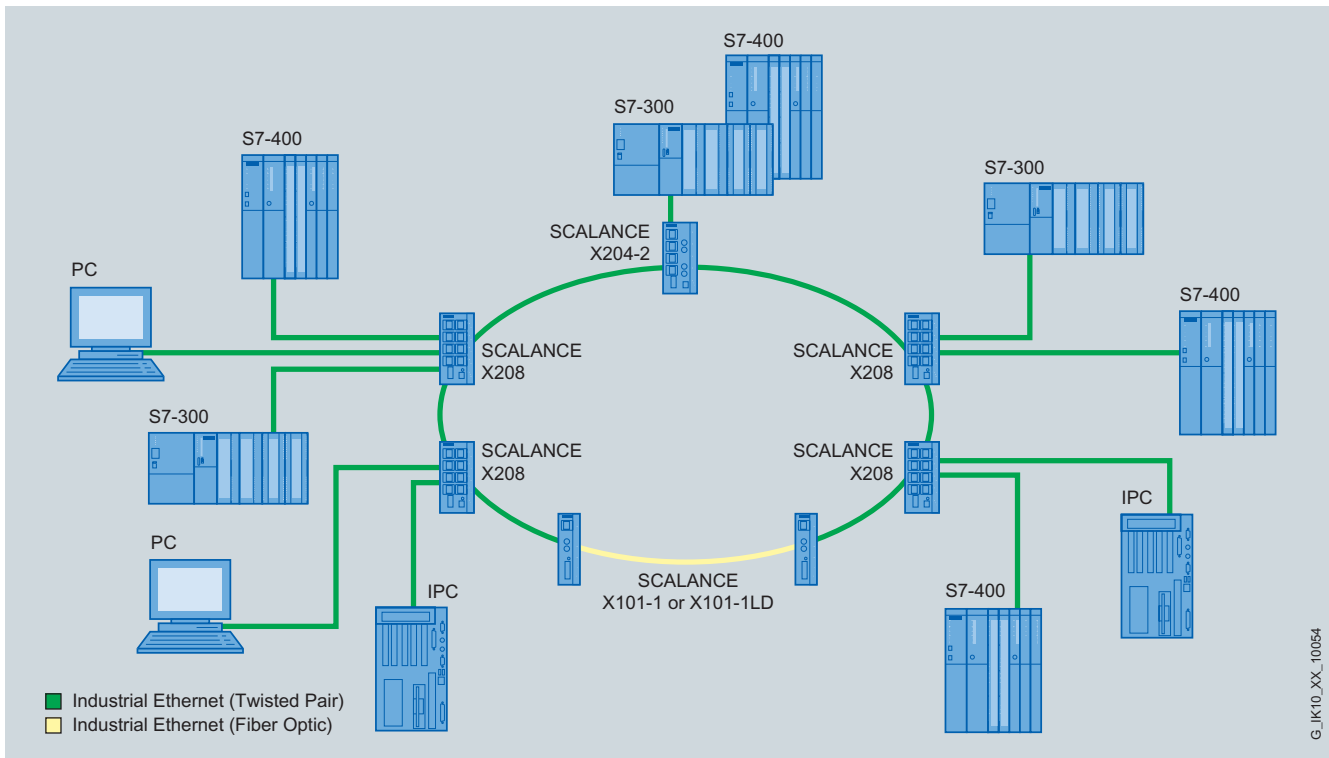 S7-400
S7-300
S7-400
S7-300
SCALANCE
X204-2
PC
S7-400
SCALANCE
X208
SCALANCE
X208
S7-300
SCALANCE
X208
SCALANCE
X208
IPC
PC
SCALANCE
X101-1 or X101-1LD
IPC
S7-400
Industrial Ethernet (Twisted Pair)
Industrial Ethernet (Fiber Optic)
G_IK10_XX_10054